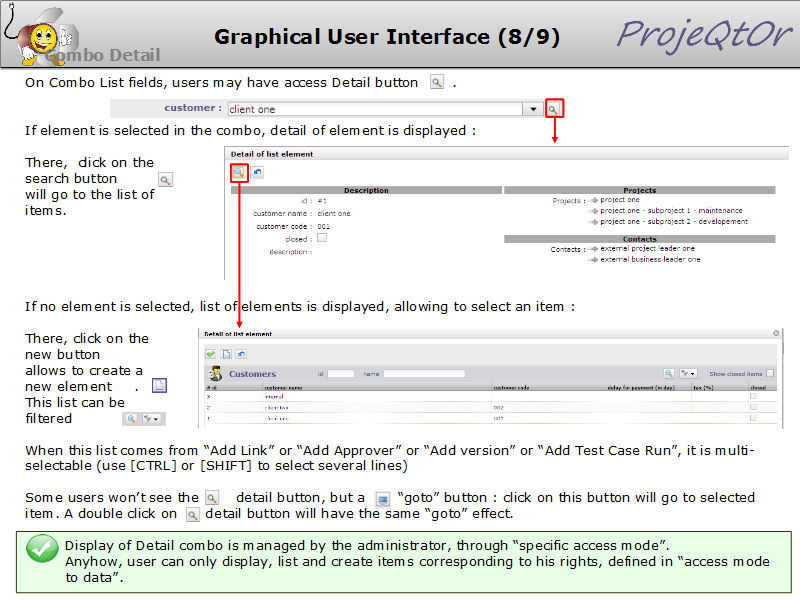 Combo Detail
Graphical User Interface (8/9)
ProjeQtOr
On Combo List fields, users may have access Detail button .
customer : client one
If element is selected in the combo, detail of element is displayed :
There, click on the
search button
will go to the list of
items.
Detail of list element
Description
id : #1
customer name : client one
customer code : 001
closed :
description :
Projects
Projects : project one
project one - subproject 1 - maintenance
project one - subproject 2 - developement
Contacts
Contacts : external project leader one
external business leader one
If no element is selected, list of elements is displayed, allowing to select an item :
There, click on the
new button
allows to create a
new element .
This list can be
filtered
Detail of list element
Customers id name Show closed items
# id customer name customer code delay for payment (in day) tax (%) closed
3 internal
2 client two 002
1 client one 001
When this list comes from “Add Link” or “Add Approver” or “Add version” or “Add Test Case Run”, it is multi-
selectable (use [CTRL] or [SHIFT] to select several lines)
Some users won’t see the detail button, but a “goto” button : click on this button will go to selected
item. A double click on detail button will have the same “goto” effect.
Display of Detail combo is managed by the administrator, through “specific access mode”.
Anyhow, user can only display, list and create items corresponding to his rights, defined in “access mode
to data”.